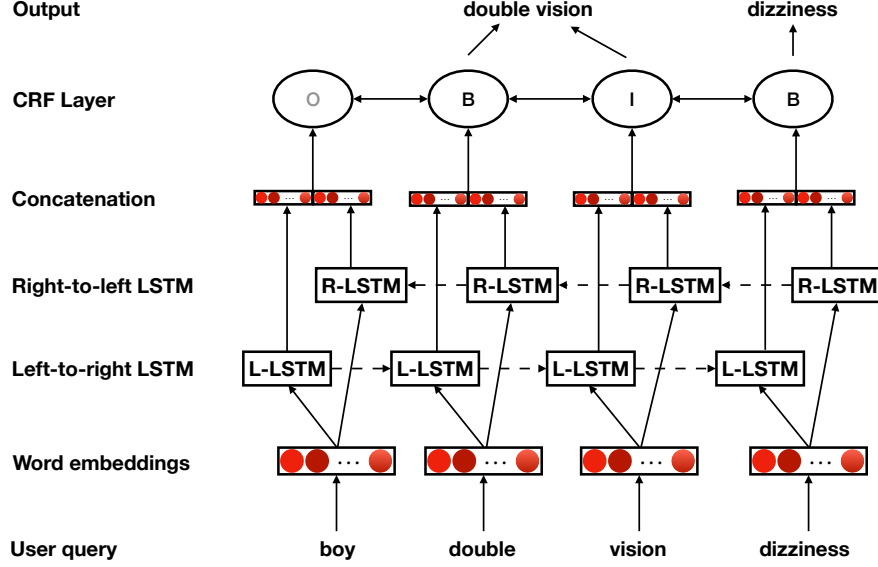 Output double vision dizziness
CRF Layer O B I B
Concatenation ... ... ... ... ... ... ... ...
Right-to-left LSTM R-LSTM R-LSTM R-LSTM R-LSTM
Left-to-right LSTM L-LSTM L-LSTM L-LSTM L-LSTM
Word embeddings ... ... ... ...
User query boy double vision dizziness